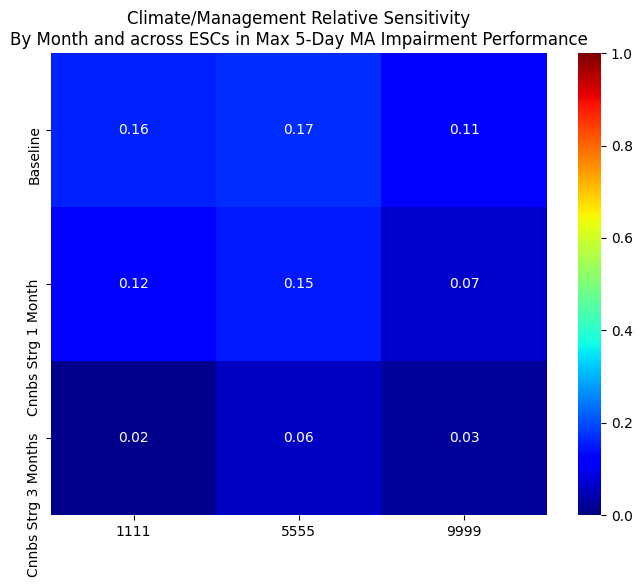 Climate/Management Relative Sensitivity
By Month and across ESCs in Max 5-Day MA Impairment Performance
Baseline
0.16 0.17 0.11
Cnnbs Strg 1 Month
0.12 0.15 0.07
Cnnbs Strg 3 Months
0.02 0.06 0.03
1111 5555 9999
1.0
0.8
0.6
0.4
0.2
0.0